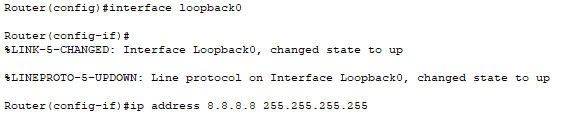 Router(config)#interface loopback0
Router(config-if)#
%LINK-5-CHANGED: Interface Loopback0, changed state to up
%LINEPROTO-5-UPDOWN: Line protocol on Interface Loopback0, changed state to up
Router(config-if)#ip address 8.8.8.8 255.255.255.255